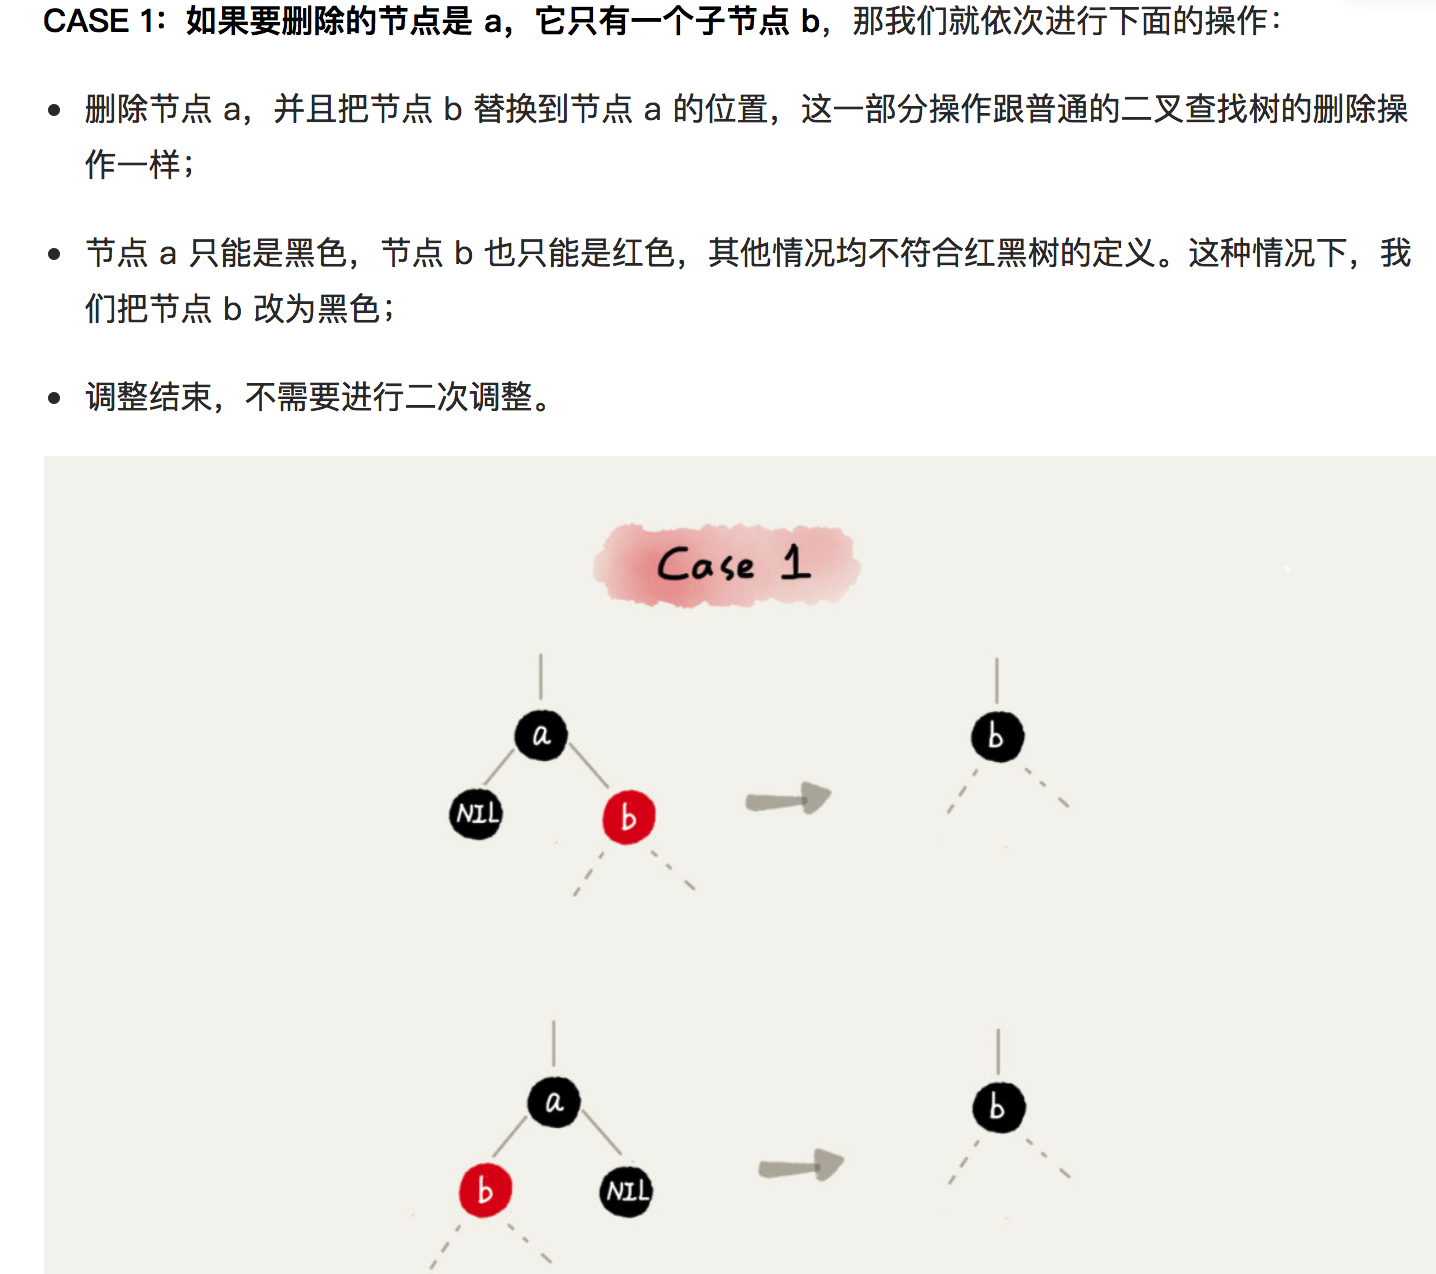 CASE 1：如果要删除的节点是 a，它只有一个子节点 b，那我们就依次进行下面的操作：
删除节点 a，并且把节点 b 替换到节点 a 的位置，这一部分操作跟普通的二叉查找树的删除操
作一样；
节点 a 只能是黑色，节点 b 也只能是红色，其他情况均不符合红黑树的定义。这种情况下，我
们把节点 b 改为黑色；
调整结束，不需要进行二次调整。
Case 1
a
b
NIL
b
a
b
b
NIL